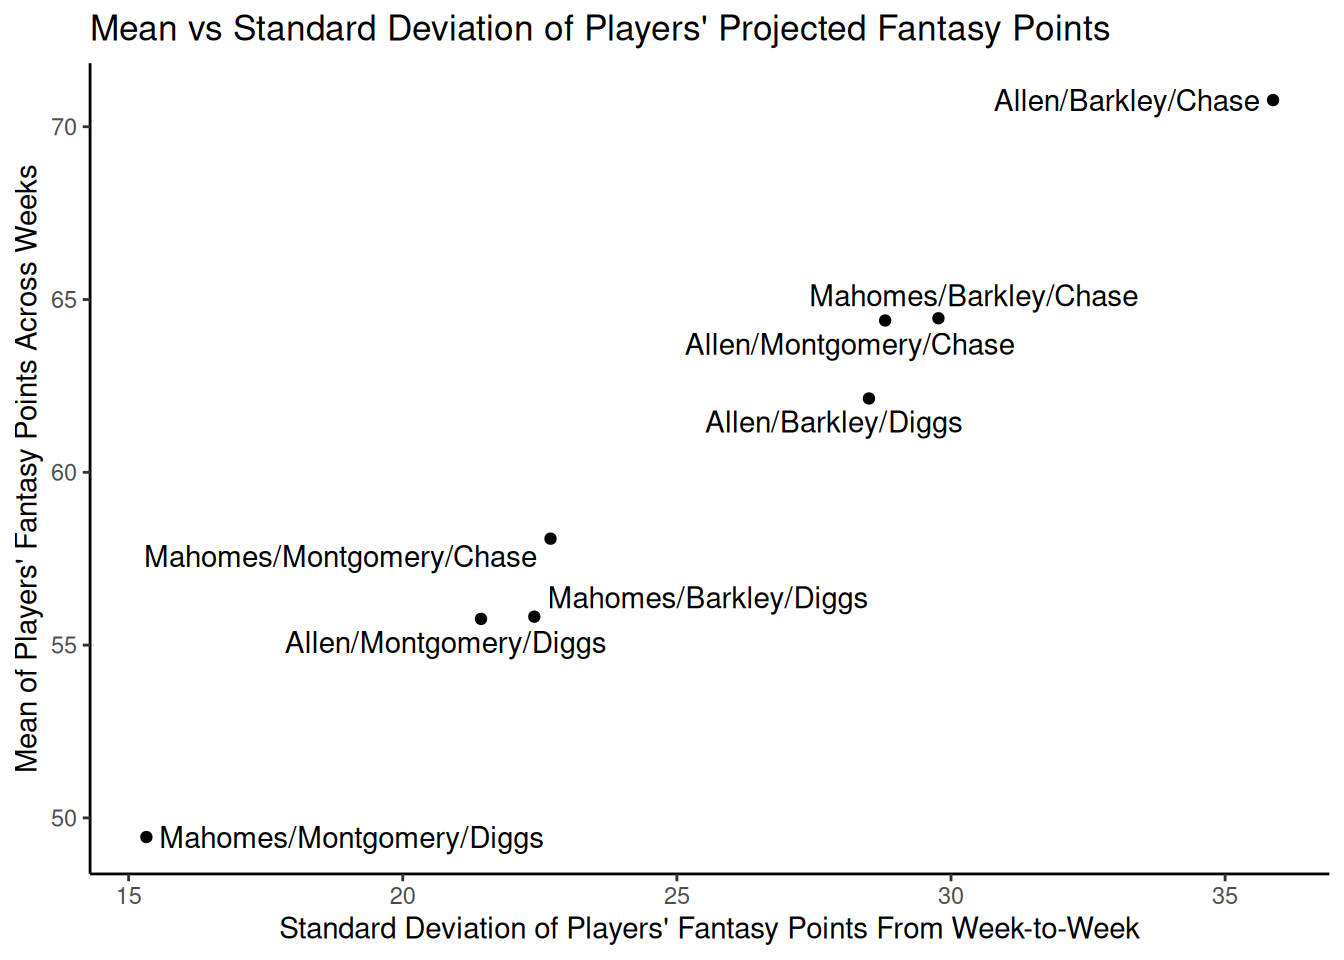 Mean vs Standard Deviation of Players' Projected Fantasy Points
Mean of Players' Fantasy Points Across Weeks
70
65
60
55
50
Allen/Barkley/Chase
Mahomes/Barkley/Chase
Allen/Montgomery/Chase
Allen/Barkley/Diggs
Mahomes/Montgomery/Chase
Mahomes/Barkley/Diggs
Allen/Montgomery/Diggs
Mahomes/Montgomery/Diggs
15
20
25
30
35
Standard Deviation of Players' Fantasy Points From Week-to-Week